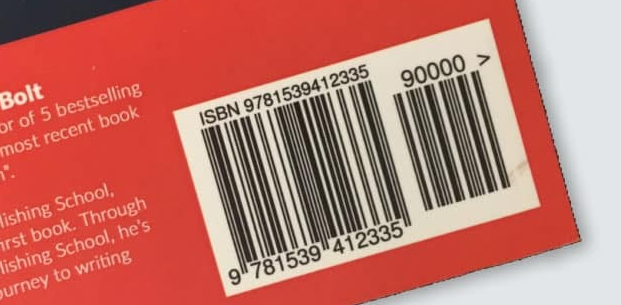 Bolt
or of 5 bestselling
most recent book
".
lishing School,
rst book. Through
lishing School, he's
urney to writing
ISBN 9781539412335
90000 >
9 781539 412335